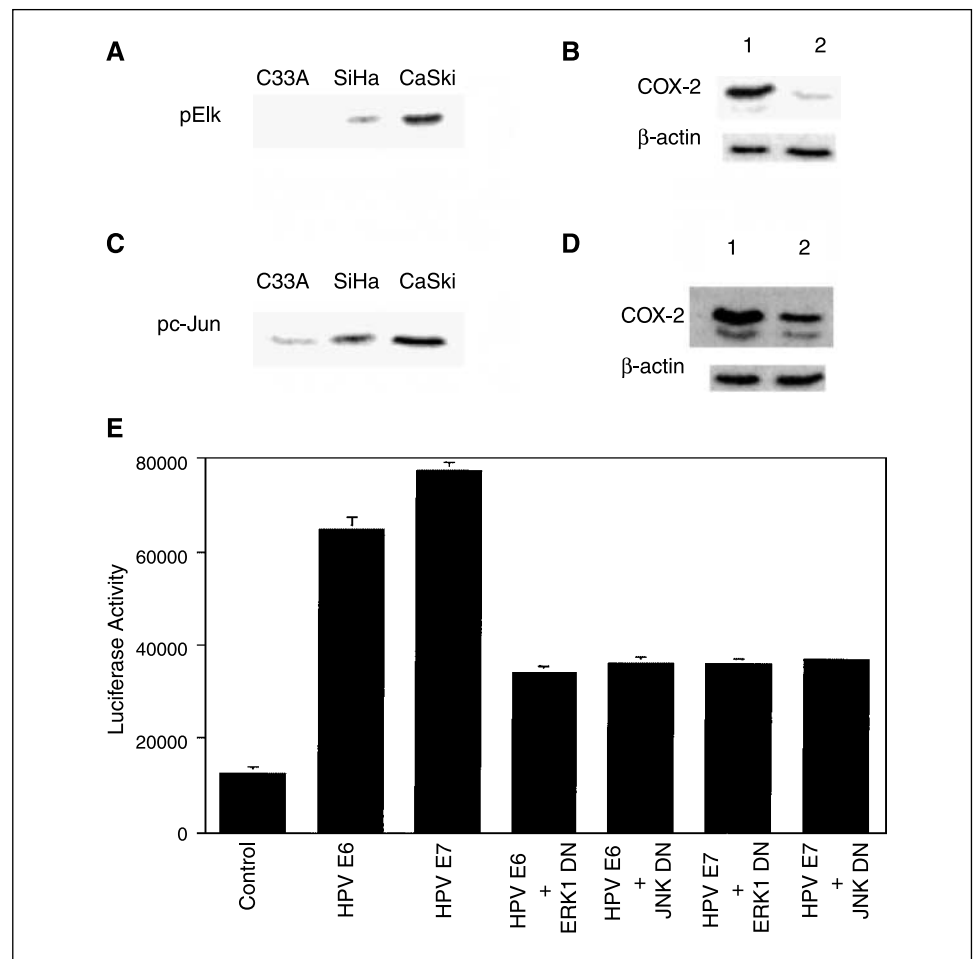 A
C33A SiHa CaSki
pElk
B
1 2
COX-2
β-actin
C
C33A SiHa CaSki
pc-Jun
D
1 2
COX-2
β-actin
E
Luciferase Activity
80000
60000
40000
20000
0
Control
HPV E6
HPV E7
HPV E6
+
ERK1 DN
HPV E6
+
JNK DN
HPV E7
+
ERK1 DN
HPV E7
+
JNK DN